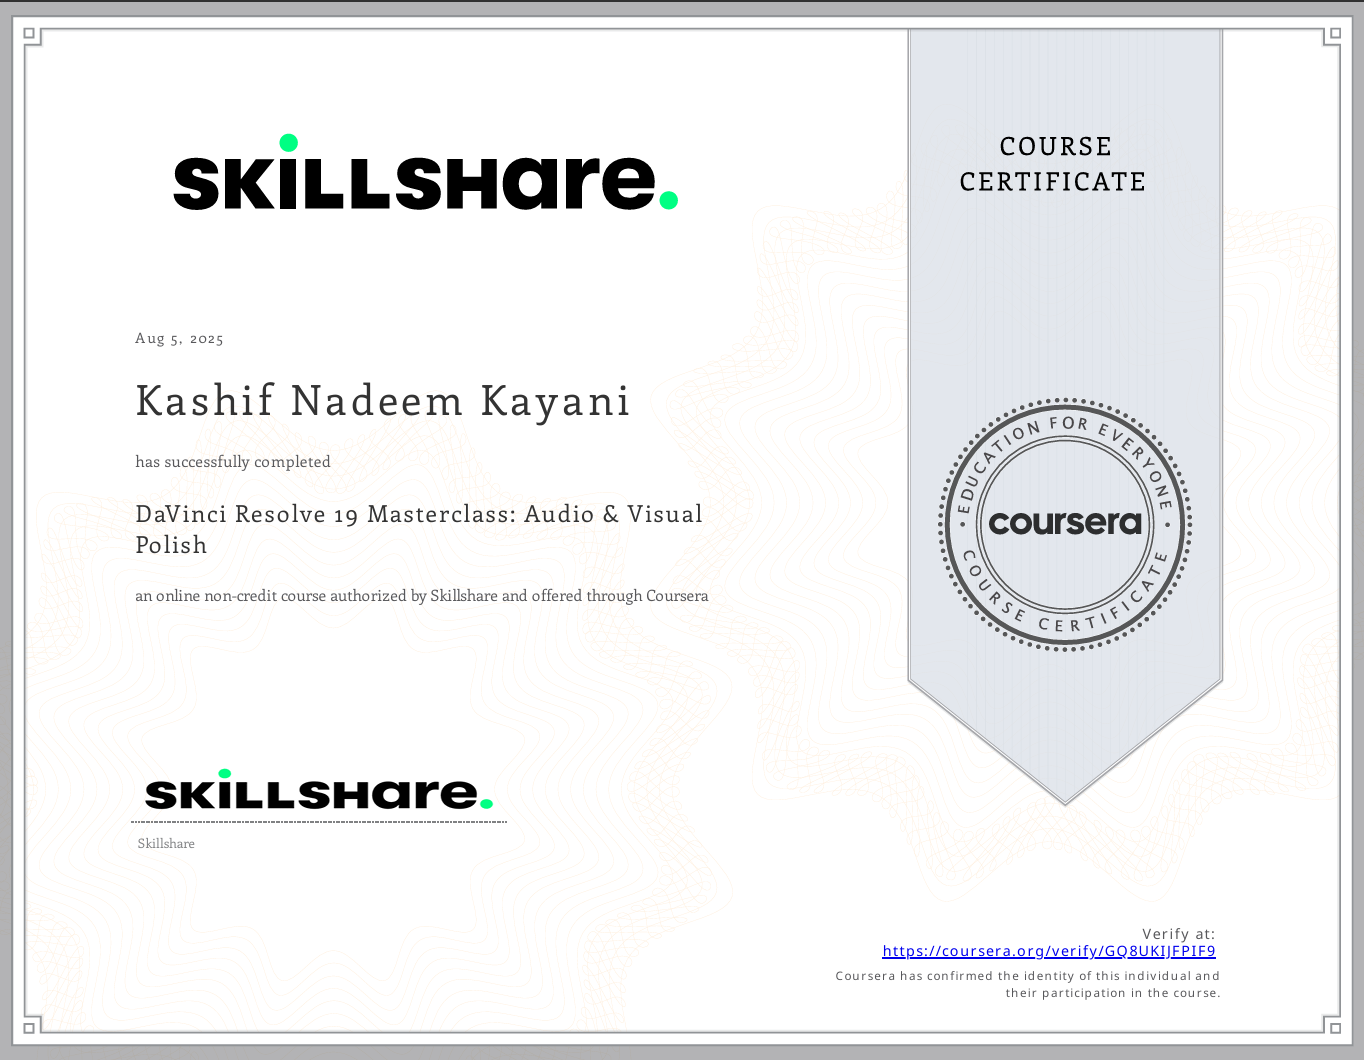 SKILLSHare.
COURSE
CERTIFICATE
Aug 5, 2025
Kashif Nadeem Kayani
has successfully completed
DaVinci Resolve 19 Masterclass: Audio & Visual
Polish
an online non-credit course authorized by Skillshare and offered through Coursera
EDUCATION FOR EVERYONE
coursera
COURSE CERTIFICATE
SKILLSHare.
Skillshare
Verify at:
https://coursera.org/verify/GQ8UKIJFPIF9
Coursera has confirmed the identity of this individual and
their participation in the course.